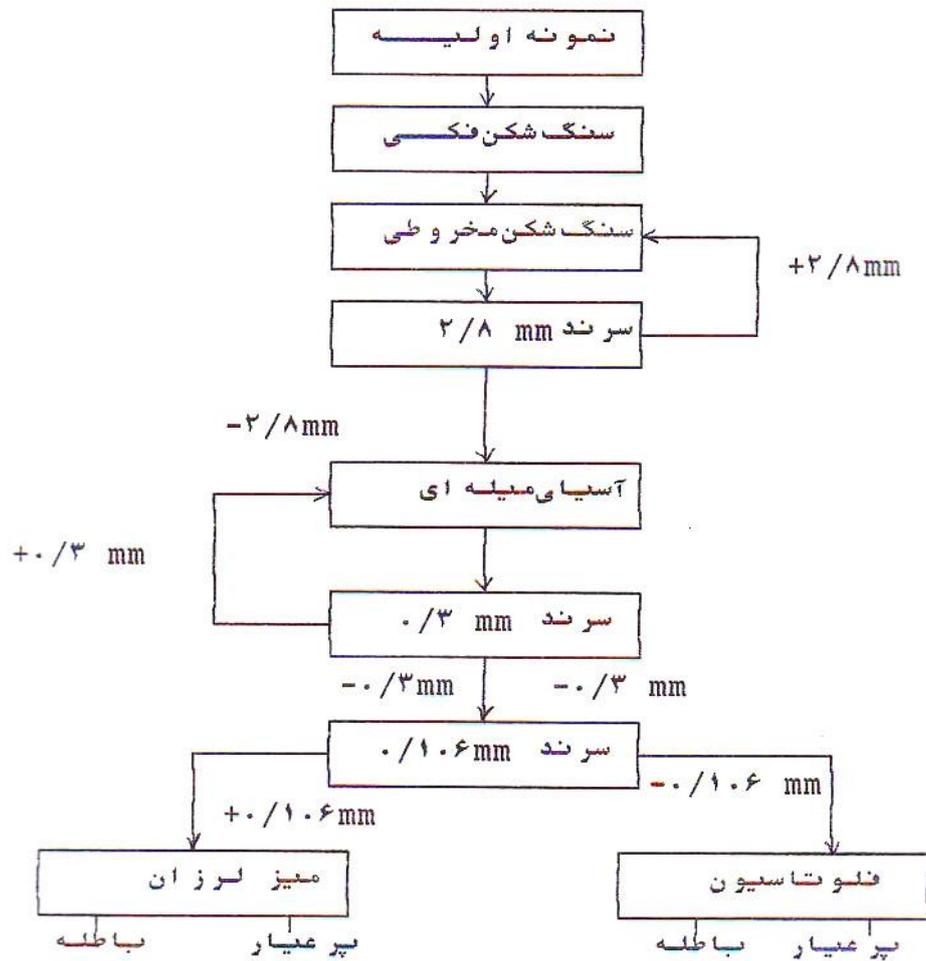 نمونه اولیه
سنگ شکن فکی
سنگ شکن مخروطی
+۲/۸mm
سرند ۲/۸ mm
-۲/۸mm
آسیای میله ای
+۰/۳ mm
سرند ۰/۳ mm
-۰/۳mm
-۰/۳ mm
سرند ۰/۱۰۶mm
-۰/۱۰۶ mm
+۰/۱۰۶mm
فلوتاسیون
میز لرزان
پرعیار
باطله
پرعیار
باطله